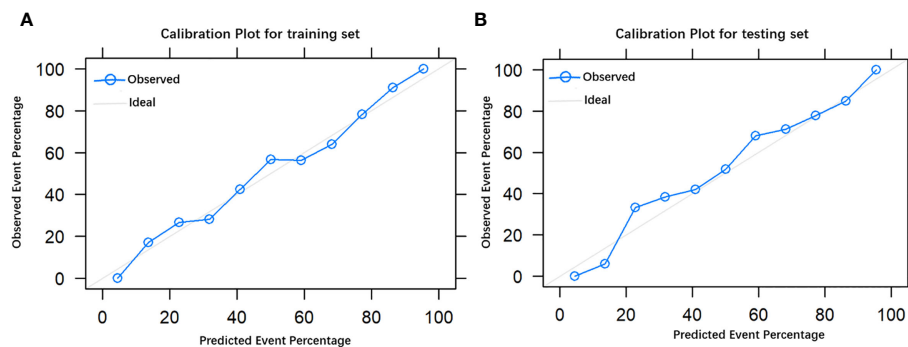 A
Calibration Plot for training set
Observed
Ideal
100
80
60
40
20
0
Observed Event Percentage
0 20 40 60 80 100
Predicted Event Percentage
B
Calibration Plot for testing set
Observed
Ideal
100
80
60
40
20
0
Observed Event Percentage
0 20 40 60 80 100
Predicted Event Percentage